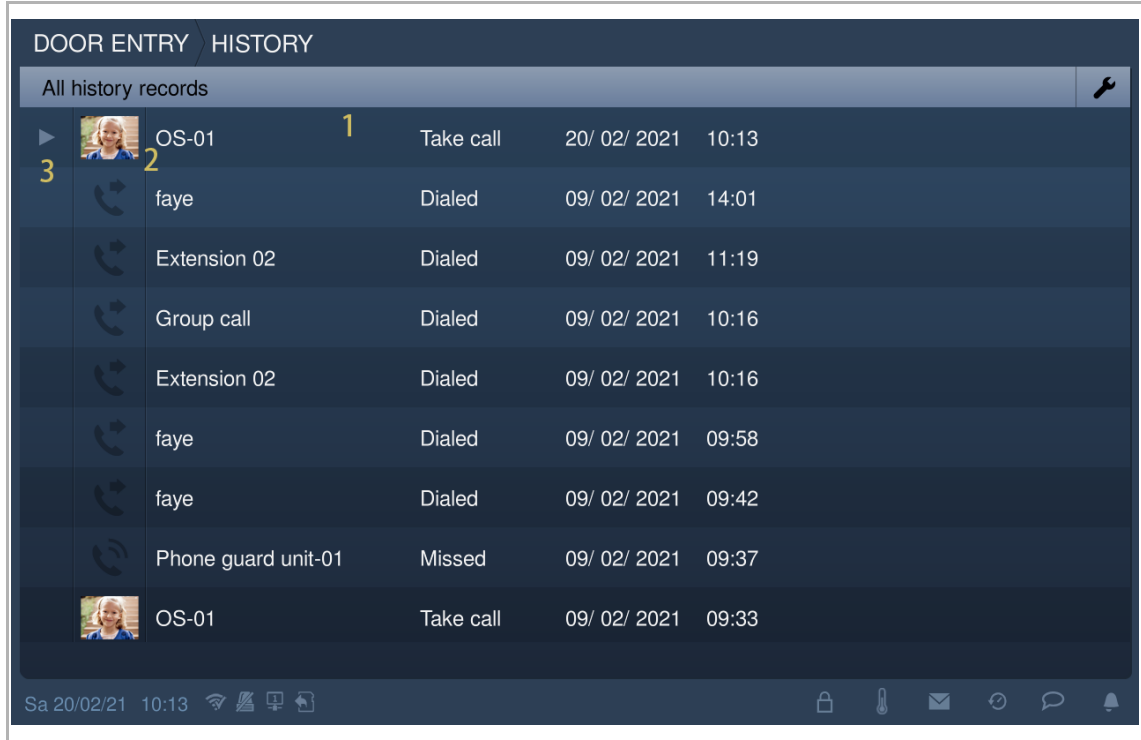 DOOR ENTRY HISTORY
All history records
OS-01 1 Take call 20/ 02/ 2021 10:13
3 2
faye Dialed 09/ 02/ 2021 14:01
Extension 02 Dialed 09/ 02/ 2021 11:19
Group call Dialed 09/ 02/ 2021 10:16
Extension 02 Dialed 09/ 02/ 2021 10:16
faye Dialed 09/ 02/ 2021 09:58
faye Dialed 09/ 02/ 2021 09:42
Phone guard unit-01 Missed 09/ 02/ 2021 09:37
OS-01 Take call 09/ 02/ 2021 09:33
Sa 20/02/21 10:13 1